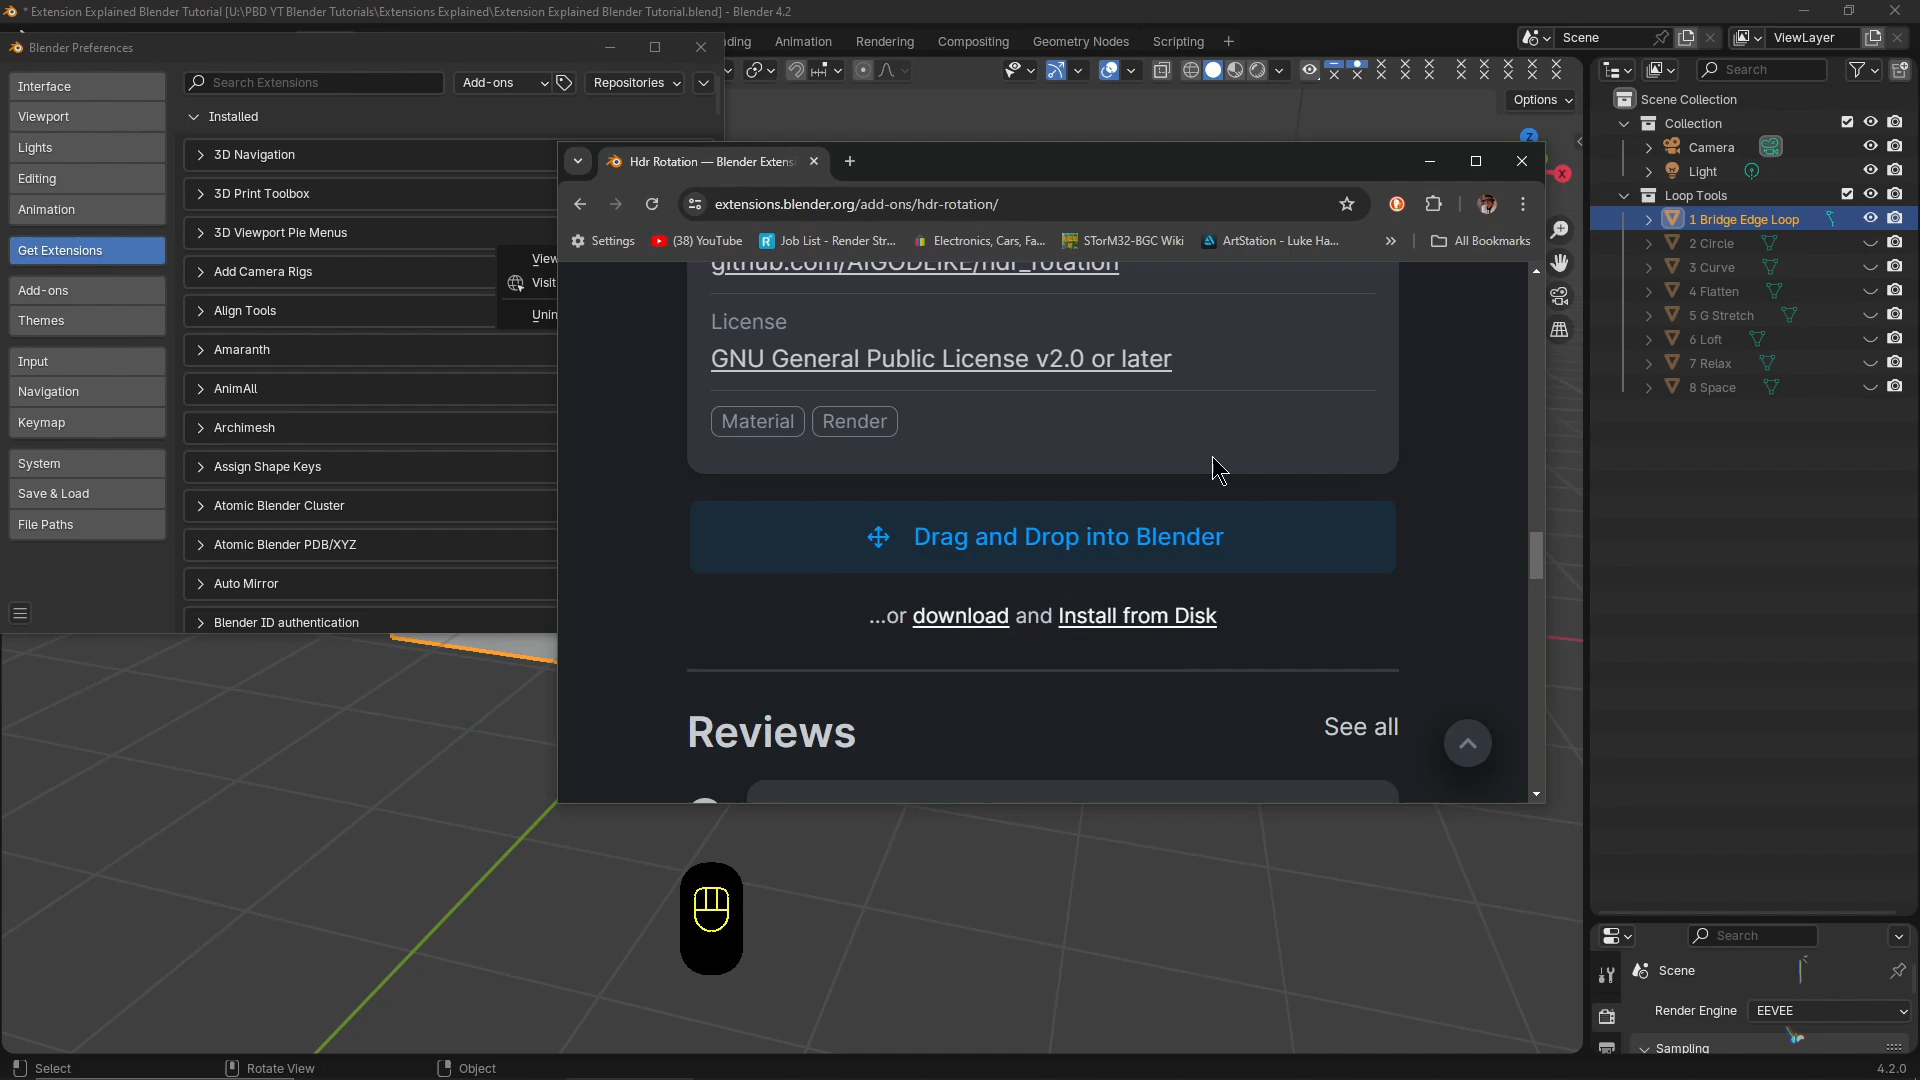 * Extension Explained Blender Tutorial [U:\PBD YT Blender Tutorials\Extensions Explained\Extension Explained Blender Tutorial.blend] - Blender 4.2
Blender Preferences
ding
Animation
Rendering
Compositing
Geometry Nodes
Scripting
+
Scene
ViewLayer
Search Extensions
Add-ons
Repositories
Installed
Interface
Viewport
Lights
Editing
Animation
Get Extensions
Add-ons
Themes
Input
Navigation
Keymap
System
Save & Load
File Paths
3D Navigation
3D Print Toolbox
3D Viewport Pie Menus
Add Camera Rigs
Align Tools
Amaranth
AnimAll
Archimesh
Assign Shape Keys
Atomic Blender Cluster
Atomic Blender PDB/XYZ
Auto Mirror
Blender ID authentication
View
Visit
Unin
Hdr Rotation — Blender Extens
extensions.blender.org/add-ons/hdr-rotation/
Settings
(38) YouTube
Job List - Render Str...
Electronics, Cars, Fa...
STorM32-BGC Wiki
ArtStation - Luke Ha...
All Bookmarks
github.com/AIGODLIKE/hdr_rotation
License
GNU General Public License v2.0 or later
Material
Render
Drag and Drop into Blender
...or download and Install from Disk
Reviews
See all
Options
Z
X
Search
Scene Collection
Collection
Camera
Light
Loop Tools
1 Bridge Edge Loop
2 Circle
3 Curve
4 Flatten
5 G Stretch
6 Loft
7 Relax
8 Space
Search
Scene
Render Engine
EEVEE
Sampling
Select
Rotate View
Object
4.2.0